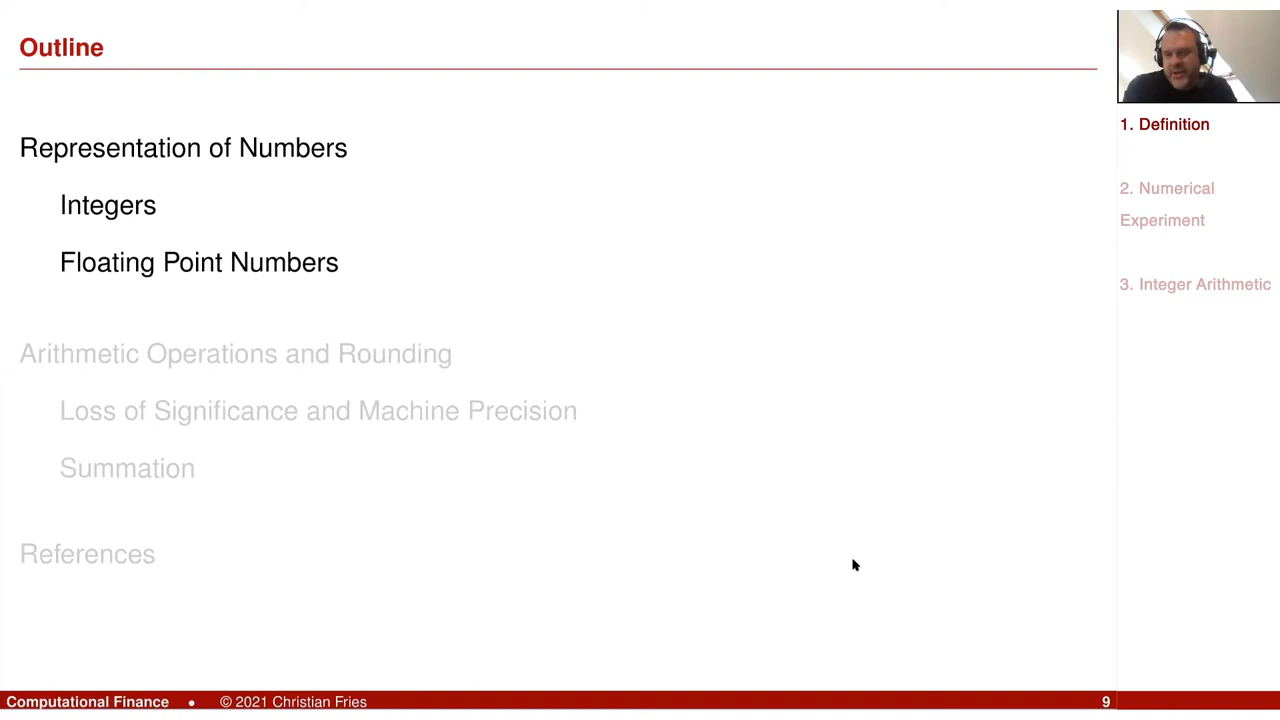 Outline
Representation of Numbers
Integers
Floating Point Numbers
Arithmetic Operations and Rounding
Loss of Significance and Machine Precision
Summation
References
1. Definition
2. Numerical
Experiment
3. Integer Arithmetic
Computational Finance • © 2021 Christian Fries 9